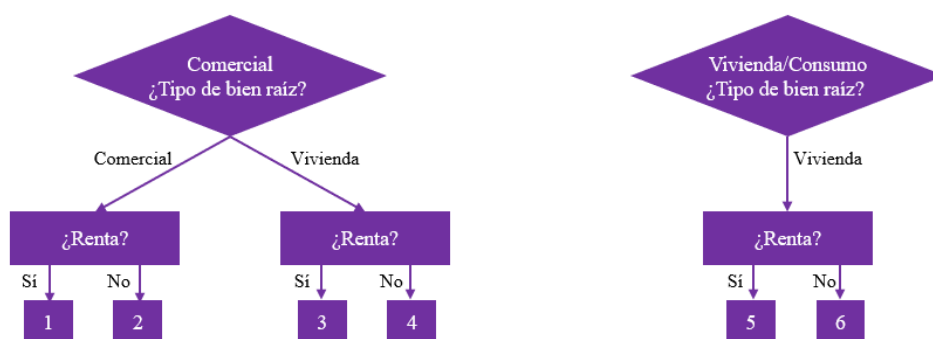 Comercial
¿Tipo de bien raíz?
Vivienda/Consumo
¿Tipo de bien raíz?
Comercial
Vivienda
Vivienda
¿Renta?
¿Renta?
¿Renta?
Sí
No
Sí
No
Sí
No
1
2
3
4
5
6